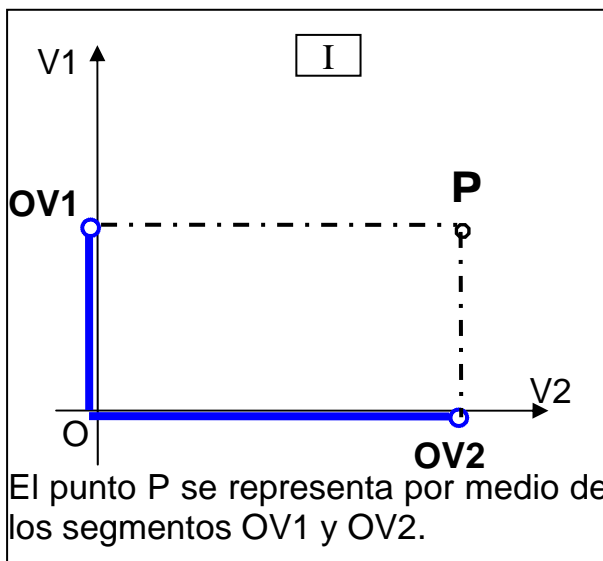 V1
I
P
OV1
V2
O
OV2
El punto P se representa por medio de
los segmentos OV1 y OV2.